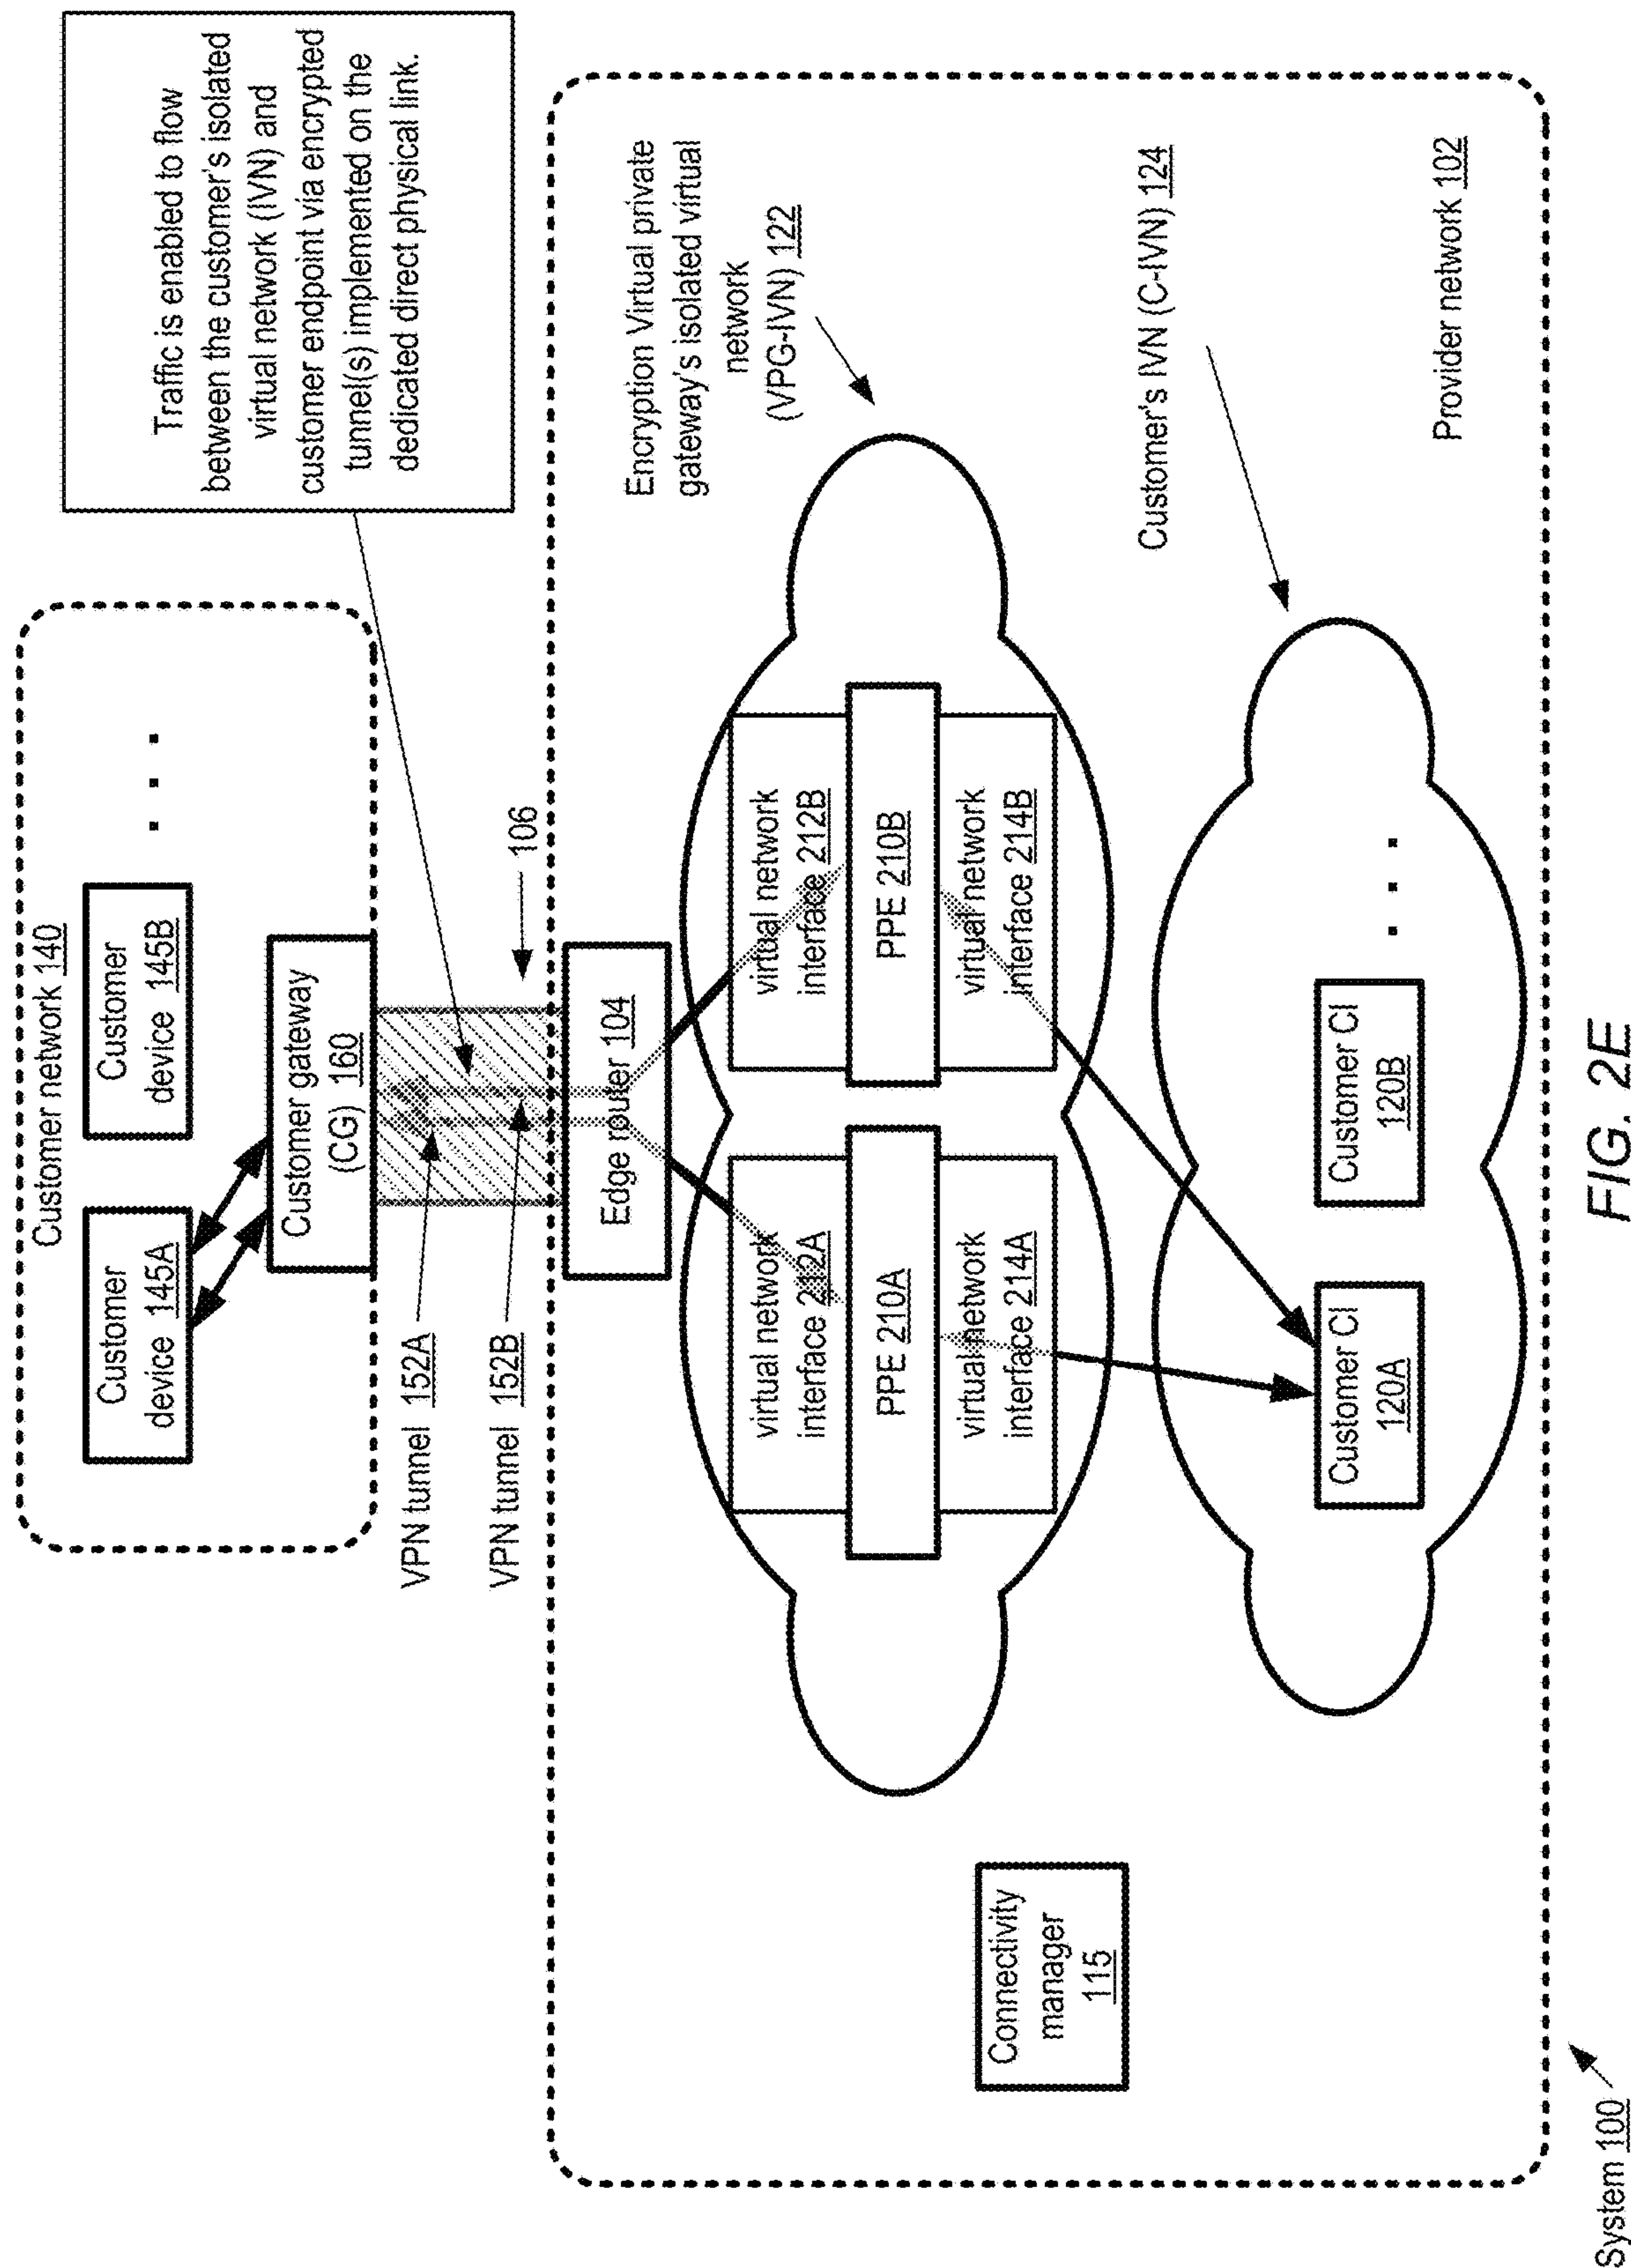 Customer network 140
Customer
device 145A
Customer
device 145B
. . .
Customer gateway
(CG) 160
Traffic is enabled to flow
between the customer's isolated
virtual network (IVN) and
customer endpoint via encrypted
tunnel(s) implemented on the
dedicated direct physical link.
VPN tunnel 152A
VPN tunnel 152B
106
Edge router 104
Encryption Virtual private
gateway's isolated virtual
network
(VPG-IVN) 122
virtual network
interface 212A
PPE 210A
virtual network
interface 214A
virtual network
interface 212B
PPE 210B
virtual network
interface 214B
Connectivity
manager
115
Customer's IVN (C-IVN) 124
Customer CI
120A
Customer CI
120B
. . .
Provider network 102
System 100
FIG. 2E